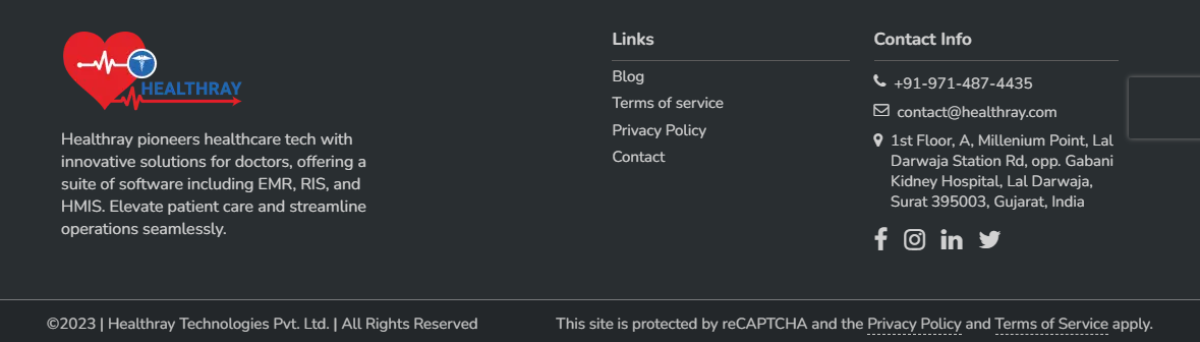 HEALTHRAY
Healthray pioneers healthcare tech with
innovative solutions for doctors, offering a
suite of software including EMR, RIS, and
HMIS. Elevate patient care and streamline
operations seamlessly.
Links
Blog
Terms of service
Privacy Policy
Contact
Contact Info
+91-971-487-4435
contact@healthray.com
1st Floor, A, Millenium Point, Lal
Darwaja Station Rd, opp. Gabani
Kidney Hospital, Lal Darwaja,
Surat 395003, Gujarat, India
©2023 | Healthray Technologies Pvt. Ltd. | All Rights Reserved
This site is protected by reCAPTCHA and the Privacy Policy and Terms of Service apply.